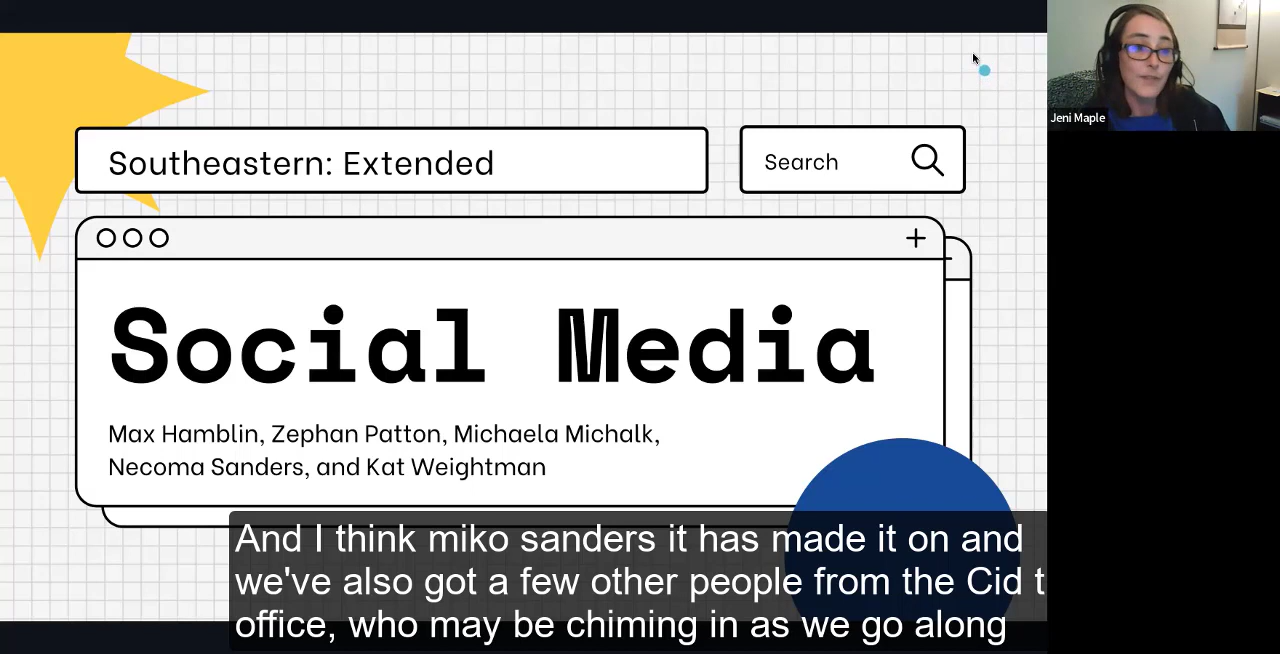 Southeastern: Extended
Search
Social Media
Max Hamblin, Zephan Patton, Michaela Michalk,
Necoma Sanders, and Kat Weightman
Jeni Maple
And I think miko sanders it has made it on and
we've also got a few other people from the Cid t
office, who may be chiming in as we go along